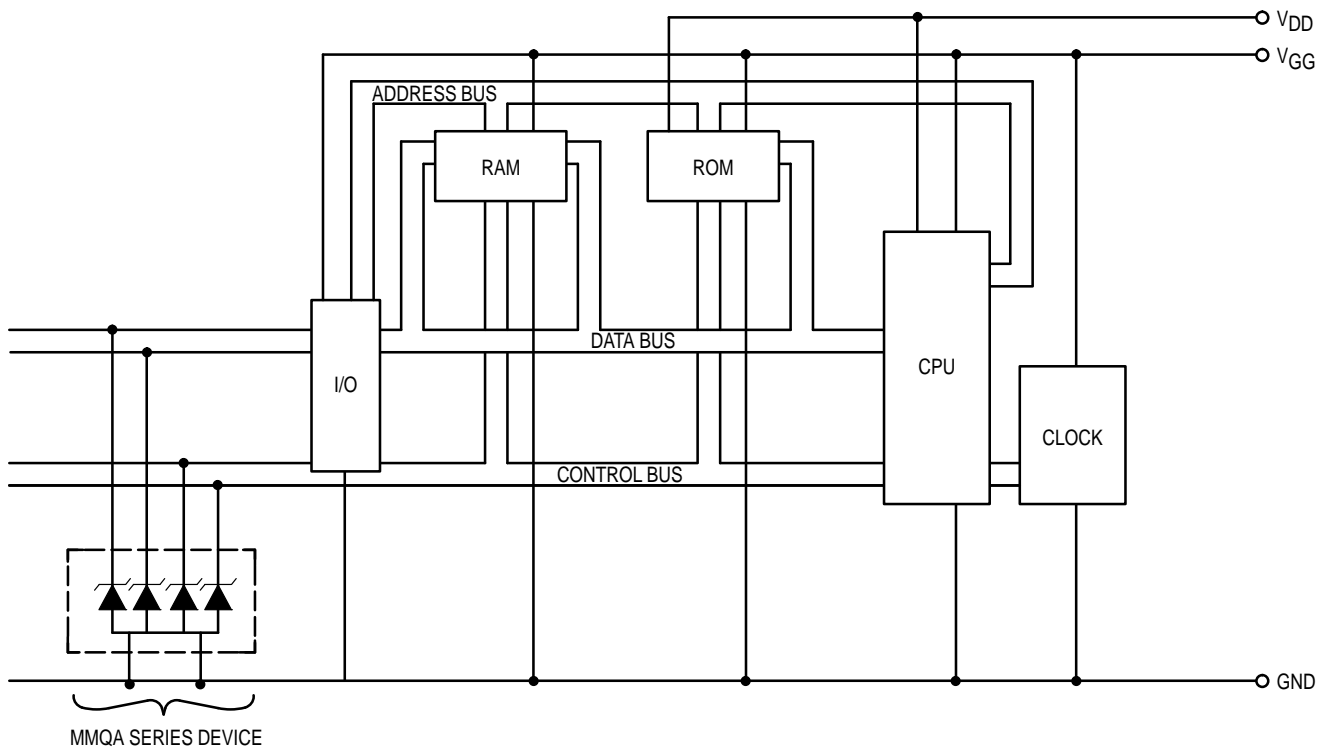 VDD
VGG
ADDRESS BUS
RAM
ROM
DATA BUS
I/O
CPU
CLOCK
CONTROL BUS
GND
MMQA SERIES DEVICE